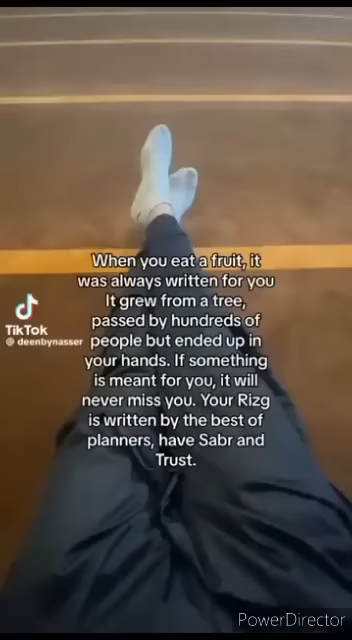 When you eat a fruit, it
was always written for you
It grew from a tree,
passed by hundreds of
people but ended up in
your hands. If something
is meant for you, it will
never miss you. Your Rizq
is written by the best of
planners, have Sabr and
Trust.
TikTok
@ deenbynasser
PowerDirector